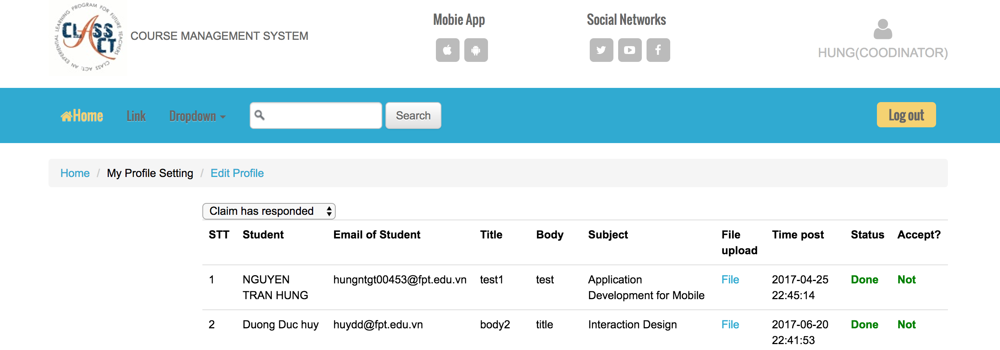 CLASS ACT: AN EXPERIENTIAL LEARNING PROGRAM FOR FUTURE TEACHERS
CLASS
ACT
COURSE MANAGEMENT SYSTEM
Mobie App
Social Networks
HUNG(COODINATOR)
Home
Link
Dropdown
Search
Log out
Home / My Profile Setting / Edit Profile
Claim has responded
STT Student Email of Student Title Body Subject File Time post Status Accept?
upload
1 NGUYEN hungntgt00453@fpt.edu.vn test1 test Application File 2017-04-25 Done Not
TRAN HUNG Development for Mobile 22:45:14
2 Duong Duc huy huydd@fpt.edu.vn body2 title Interaction Design File 2017-06-20 Done Not
22:41:53